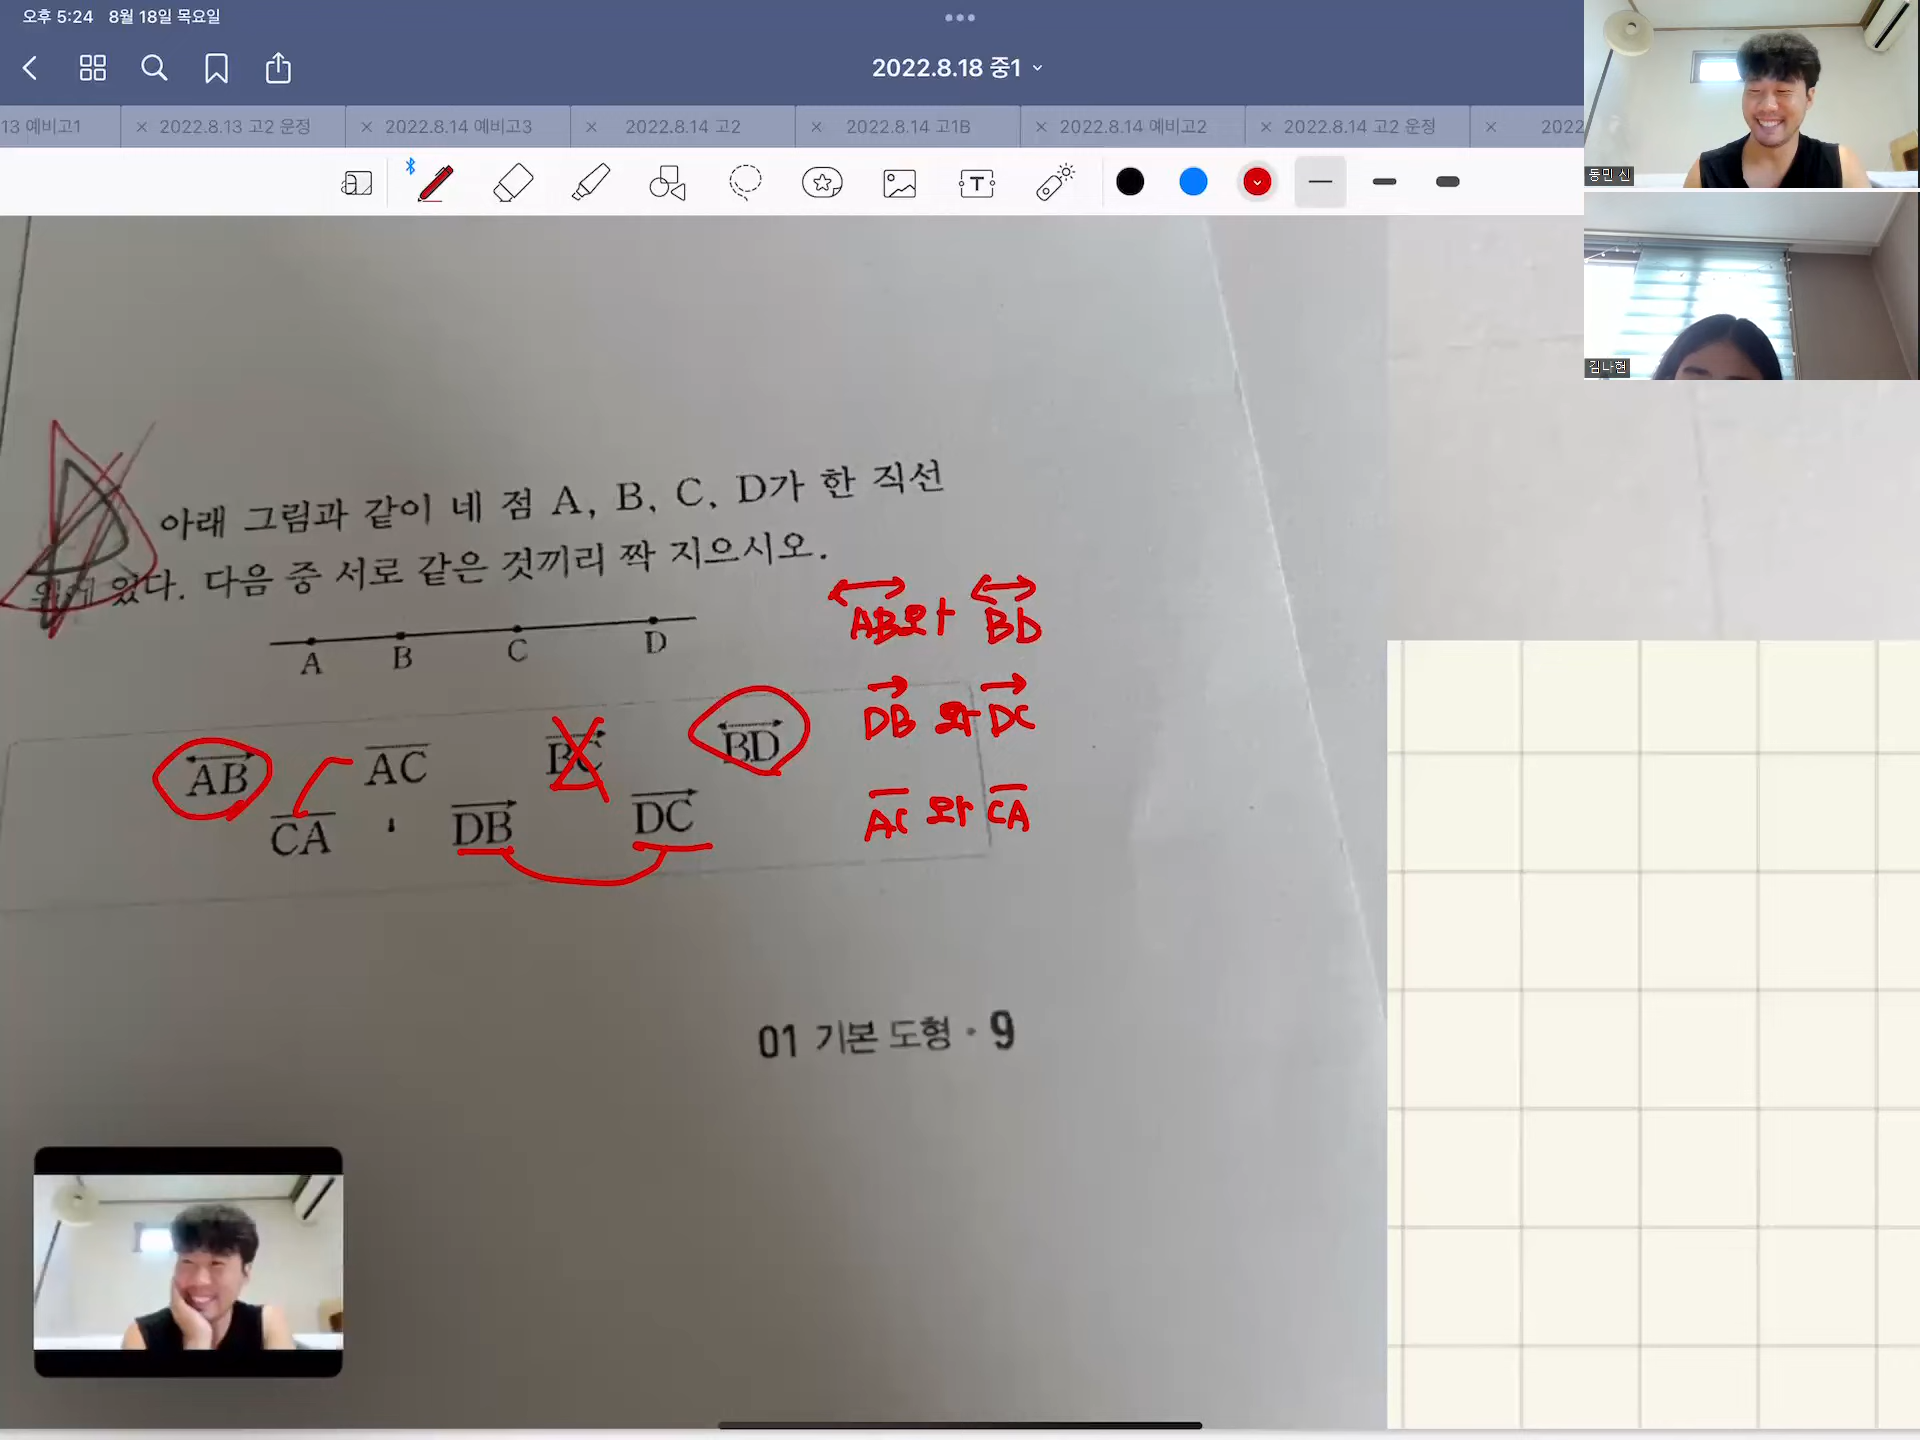 오후 5:24 8월 18일 목요일
2022.8.18 중1
13 예비고1
2022.8.13 고2 운정
2022.8.14 예비고3
2022.8.14 고2
2022.8.14 고1B
2022.8.14 예비고2
2022.8.14 고2 운정
2022
T
동민 신
김나현
아래 그림과 같이 네 점 A, B, C, D가 한 직선
위에 있다. 다음 중 서로 같은 것끼리 짝 지으시오.
A B C D
AB AC BC BD
CA DB DC
AB와 BD
DB 와 DC
AC 와 CA
01 기본 도형 · 9